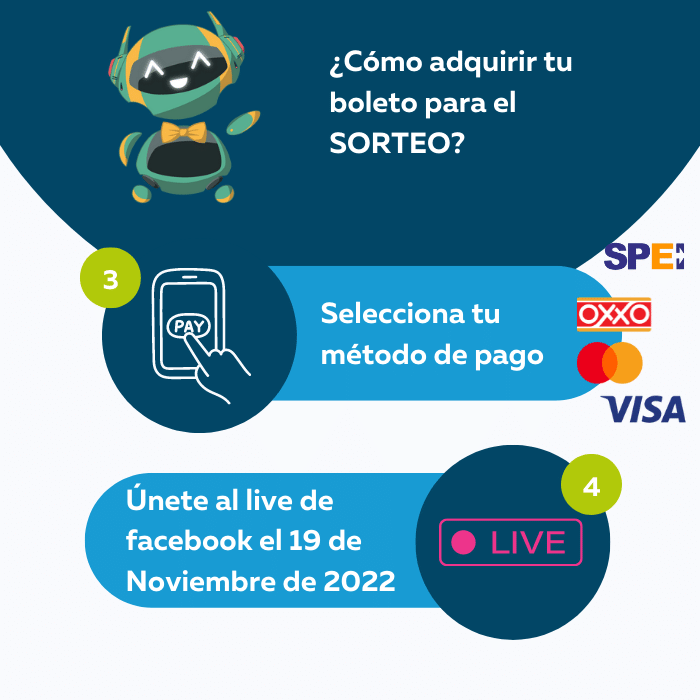 ¿Cómo adquirir tu
boleto para el
SORTEO?
3
PAY
Selecciona tu
método de pago
SPEI
OXXO
VISA
4
Únete al live de
facebook el 19 de
Noviembre de 2022
LIVE